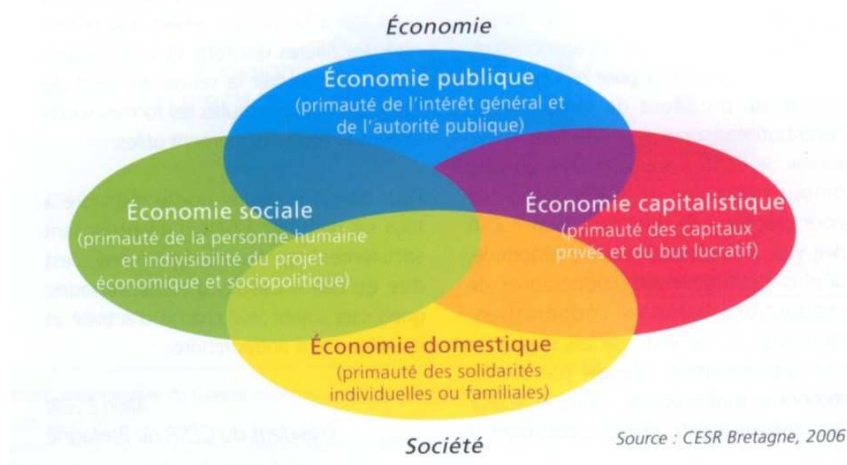 Économie
Économie publique
(primauté de l'intérêt général et
de l'autorité publique)
Économie sociale
(primauté de la personne humaine
et indivisibilité du projet
économique et sociopolitique)
Économie capitalistique
(primauté des capitaux
privés et du but lucratif)
Économie domestique
(primauté des solidarités
individuelles ou familiales)
Société
Source : CESR Bretagne, 2006